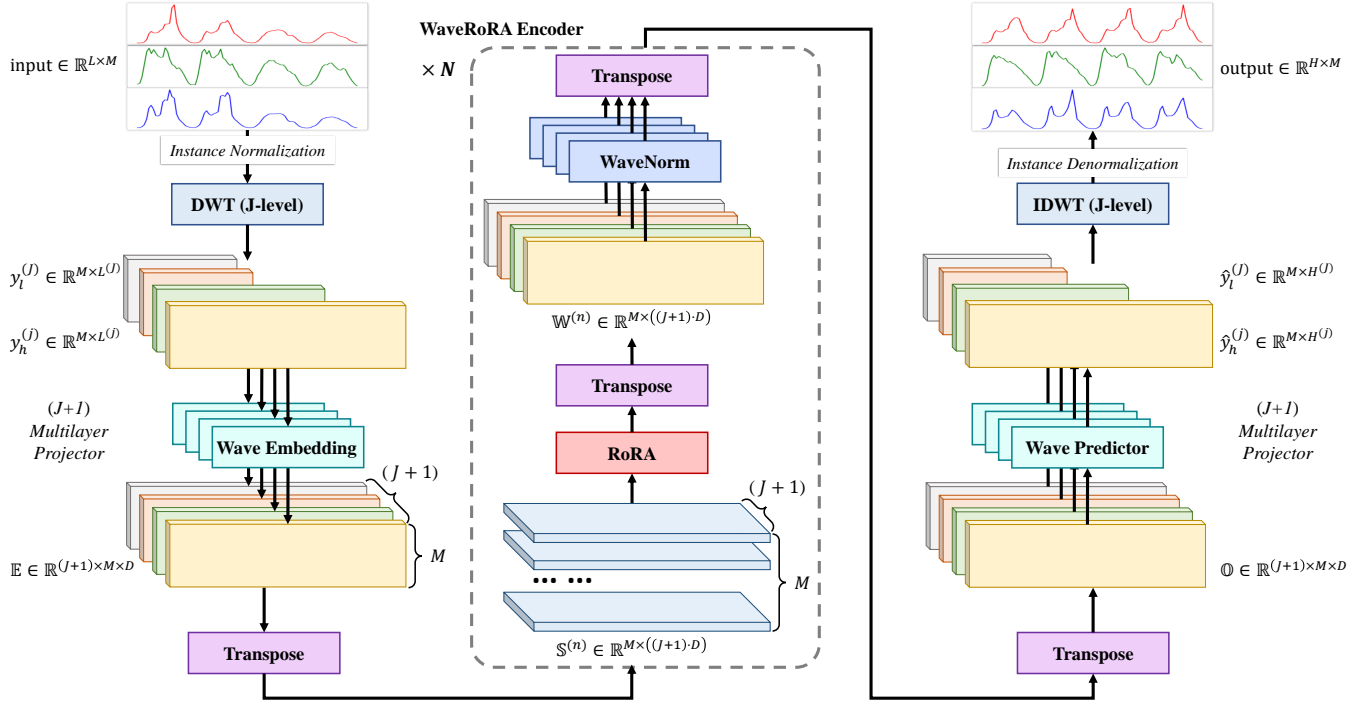 input ∈ ℝ^{L×M}
Instance Normalization
DWT (J-level)
y_l^{(J)} ∈ ℝ^{M×L^{(J)}}
y_h^{(j)} ∈ ℝ^{M×L^{(j)}}
(J+1)
Multilayer
Projector
Wave Embedding
(J + 1)
M
𝔼 ∈ ℝ^{(J+1)×M×D}
Transpose
WaveRoRA Encoder
× N
Transpose
WaveNorm
𝕎^{(n)} ∈ ℝ^{M×((J+1)·D)}
Transpose
RoRA
(J + 1)
M
... ...
𝕊^{(n)} ∈ ℝ^{M×((J+1)·D)}
output ∈ ℝ^{H×M}
Instance Denormalization
IDWT (J-level)
ŷ_l^{(J)} ∈ ℝ^{M×H^{(J)}}
ŷ_h^{(j)} ∈ ℝ^{M×H^{(j)}}
(J+1)
Multilayer
Projector
Wave Predictor
𝕆 ∈ ℝ^{(J+1)×M×D}
Transpose